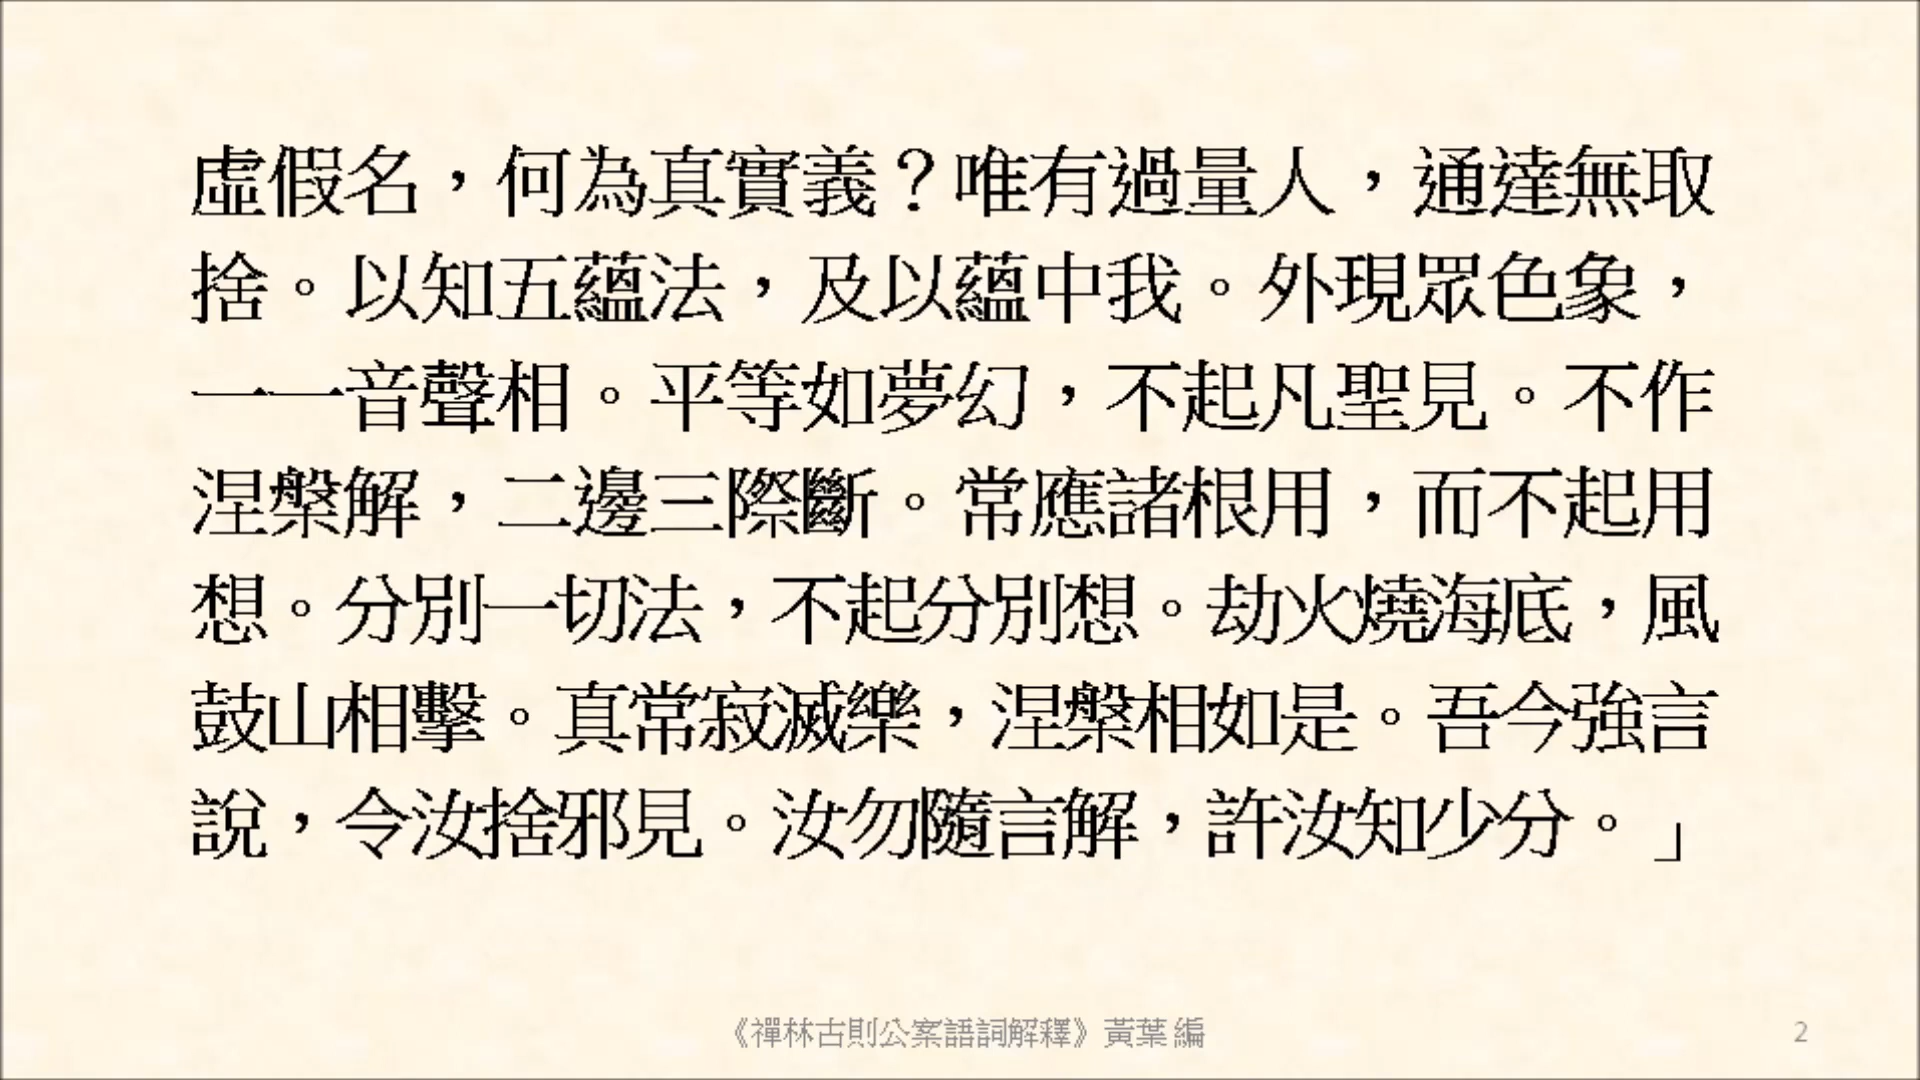 虛假名，何為真實義？唯有過量人，通達無取
捨。以知五蘊法，及以蘊中我。外現眾色象，
一一音聲相。平等如夢幻，不起凡聖見。不作
涅槃解，二邊三際斷。常應諸根用，而不起用
想。分別一切法，不起分別想。劫火燒海底，風
鼓山相擊。真常寂滅樂，涅槃相如是。吾今強言
說，令汝捨邪見。汝勿隨言解，許汝知少分。」
《禪林古則公案語詞解釋》黃葉 編
2